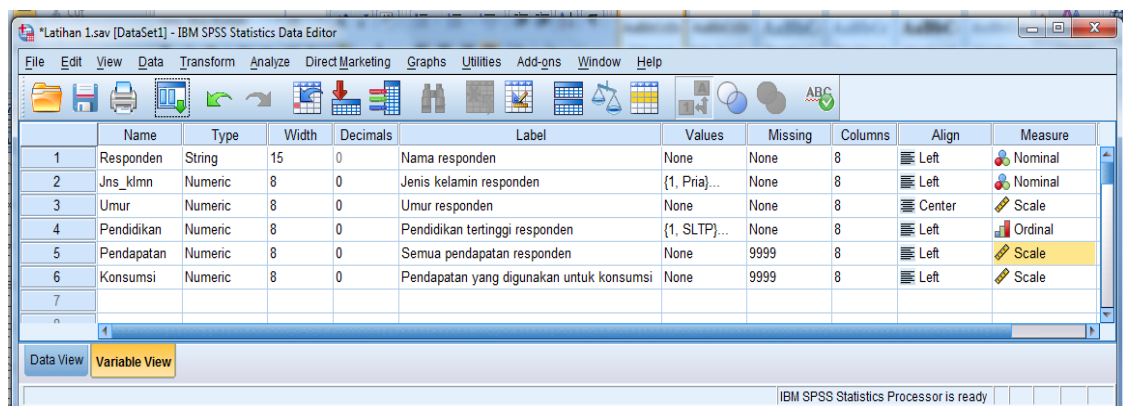 *Latihan 1.sav [DataSet1] - IBM SPSS Statistics Data Editor
File Edit View Data Transform Analyze Direct Marketing Graphs Utilities Add-ons Window Help
Name Type Width Decimals Label Values Missing Columns Align Measure
1 Responden String 15 0 Nama responden None None 8 Left Nominal
2 Jns_klmn Numeric 8 0 Jenis kelamin responden {1, Pria}... None 8 Left Nominal
3 Umur Numeric 8 0 Umur responden None None 8 Center Scale
4 Pendidikan Numeric 8 0 Pendidikan tertinggi responden {1, SLTP}... None 8 Left Ordinal
5 Pendapatan Numeric 8 0 Semua pendapatan responden None 9999 8 Left Scale
6 Konsumsi Numeric 8 0 Pendapatan yang digunakan untuk konsumsi None 9999 8 Left Scale
7
Data View Variable View
IBM SPSS Statistics Processor is ready